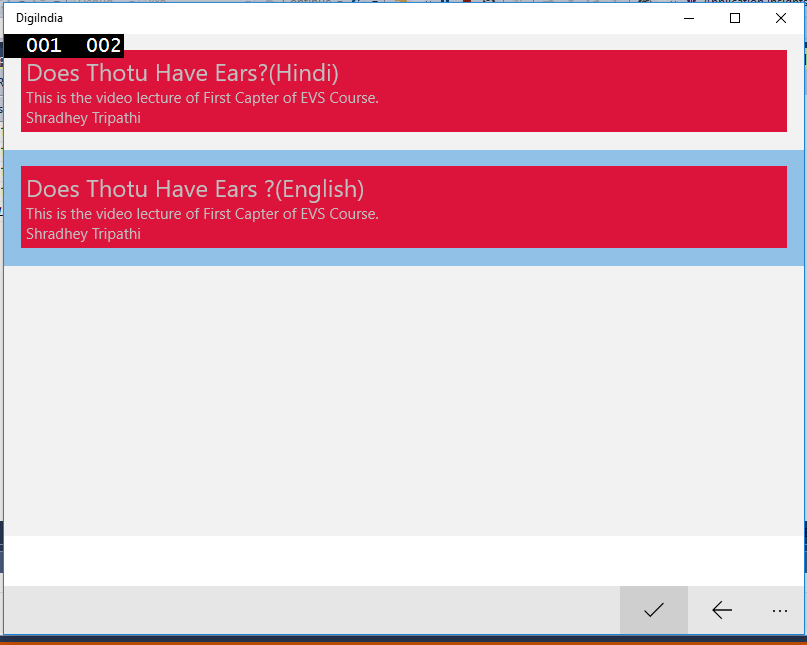 DigiIndia
001 002
Does Thotu Have Ears?(Hindi)
This is the video lecture of First Capter of EVS Course.
Shradhey Tripathi
Does Thotu Have Ears ?(English)
This is the video lecture of First Capter of EVS Course.
Shradhey Tripathi